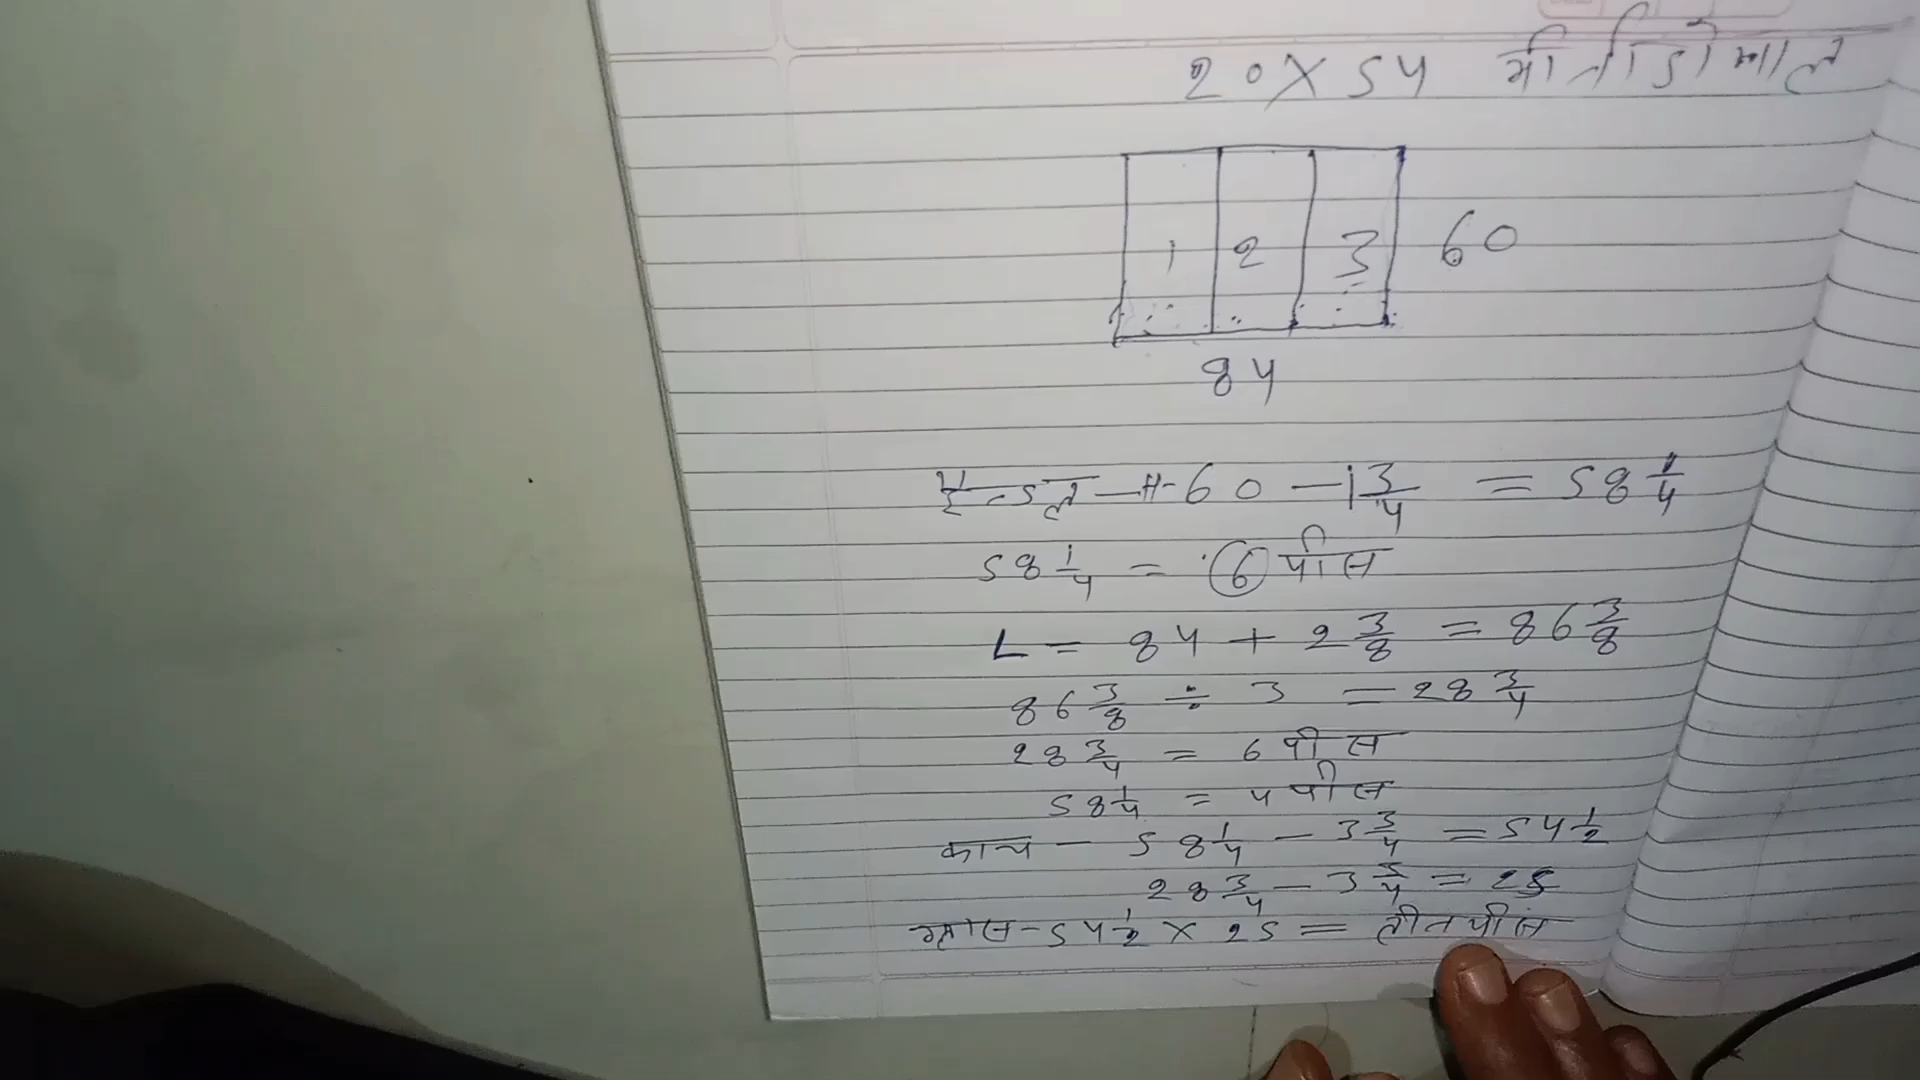 20 X 54
1 2 3 60
84
60 - 1 3/4 = 58 1/4
58 1/4 = 6 पीस
L = 84 + 2 3/8 = 86 3/8
86 3/8 ÷ 3 = 28 3/4
28 3/4 = 6 पीस
58 1/4 = 4 पीस
काच - 58 1/4 - 3 3/4 = 54 1/2
28 3/4 - 3 3/4 = 25
54 1/2 X 25 = तीन पीस